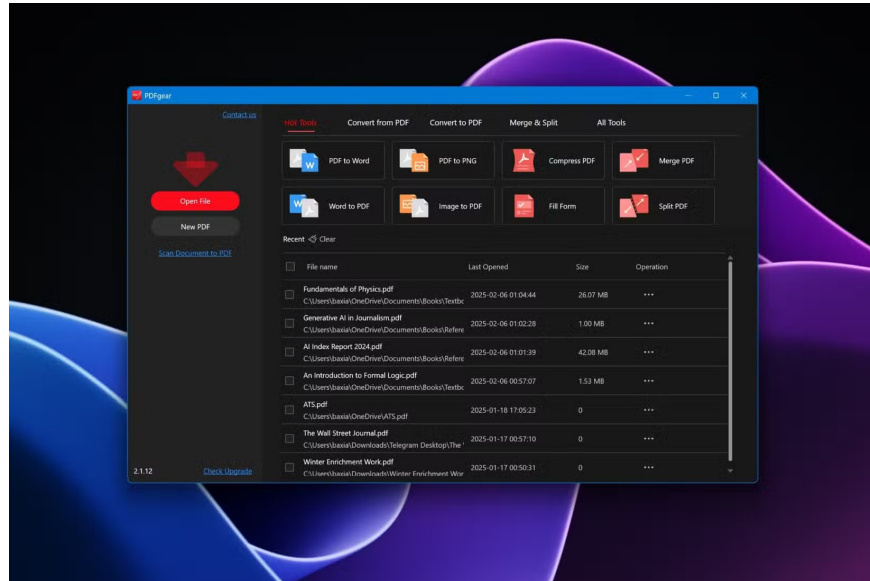 PDFgear
Contact us
Open File
New PDF
Scan Document to PDF
2.1.12
Check Upgrade
Hot Tools Convert from PDF Convert to PDF Merge & Split All Tools
PDF to Word PDF to PNG Compress PDF Merge PDF
Word to PDF Image to PDF Fill Form Split PDF
Recent Clear
File name Last Opened Size Operation
Fundamentals of Physics.pdf
C:\Users\baxia\OneDrive\Documents\Books\Textbc 2025-02-06 01:04:44 26.07 MB
Generative AI in Journalism.pdf
C:\Users\baxia\OneDrive\Documents\Books\Refere 2025-02-06 01:02:28 1.00 MB
AI Index Report 2024.pdf
C:\Users\baxia\OneDrive\Documents\Books\Refere 2025-02-06 01:01:39 42.08 MB
An Introduction to Formal Logic.pdf
C:\Users\baxia\OneDrive\Documents\Books\Textbc 2025-02-06 00:57:07 1.53 MB
ATS.pdf
C:\Users\baxia\OneDrive\ATS.pdf 2025-01-18 17:05:23 0
The Wall Street Journal.pdf
C:\Users\baxia\Downloads\Telegram Desktop\The ' 2025-01-17 00:57:10 0
Winter Enrichment Work.pdf
C:\Users\baxia\Downloads\Winter Enrichment Wor 2025-01-17 00:50:31 0